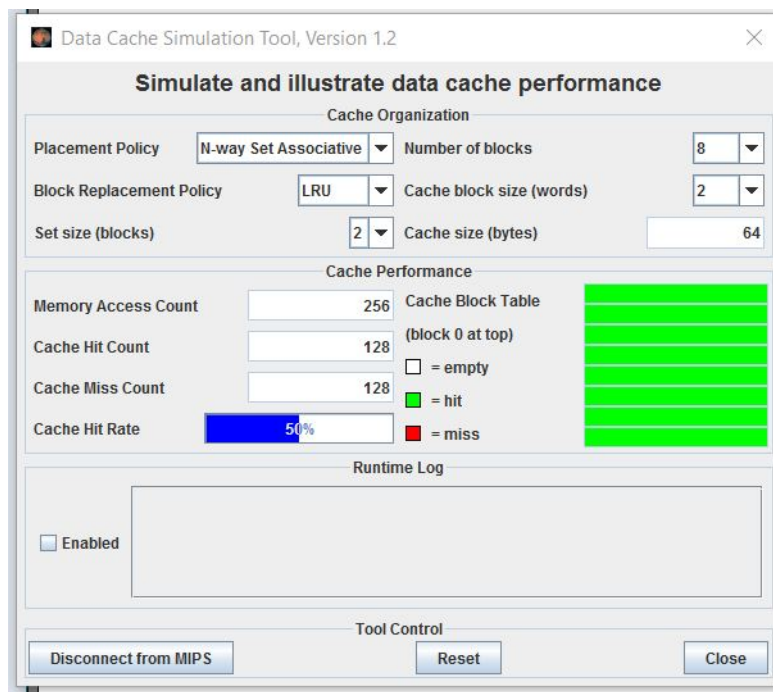 Data Cache Simulation Tool, Version 1.2
Simulate and illustrate data cache performance
Cache Organization
Placement Policy N-way Set Associative Number of blocks 8
Block Replacement Policy LRU Cache block size (words) 2
Set size (blocks) 2 Cache size (bytes) 64
Cache Performance
Memory Access Count 256 Cache Block Table
(block 0 at top)
Cache Hit Count 128
= empty
Cache Miss Count 128
= hit
Cache Hit Rate 50% = miss
Runtime Log
Enabled
Tool Control
Disconnect from MIPS Reset Close